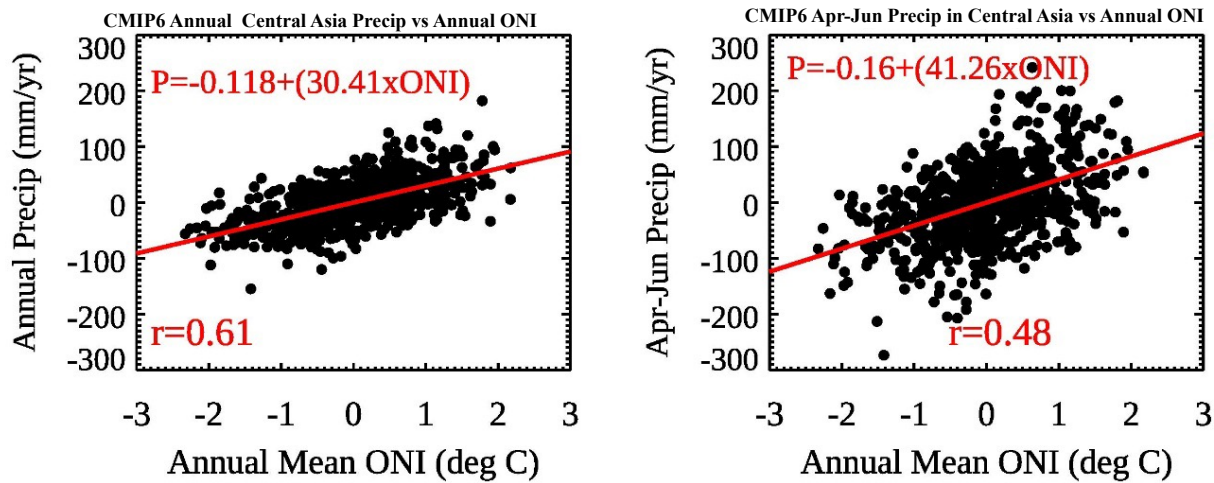 CMIP6 Annual Central Asia Precip vs Annual ONI
Annual Precip (mm/yr)
300
200
100
0
-100
-200
-300
P=-0.118+(30.41xONI)
r=0.61
-3 -2 -1 0 1 2 3
Annual Mean ONI (deg C)
CMIP6 Apr-Jun Precip in Central Asia vs Annual ONI
Apr-Jun Precip (mm/yr)
300
200
100
0
-100
-200
-300
P=-0.16+(41.26xONI)
r=0.48
-3 -2 -1 0 1 2 3
Annual Mean ONI (deg C)